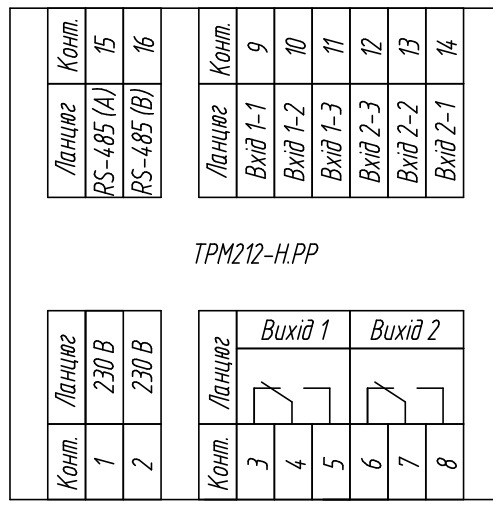 Конт. 15 16
Ланцюг RS-485 (A) RS-485 (B)
Конт. 9 10 11 12 13 14
Ланцюг Вхід 1-1 Вхід 1-2 Вхід 1-3 Вхід 2-3 Вхід 2-2 Вхід 2-1
ТРМ212-Н.РР
Ланцюг 230 В 230 В
Конт. 1 2
Ланцюг Вихід 1 Вихід 2
Конт. 3 4 5 6 7 8